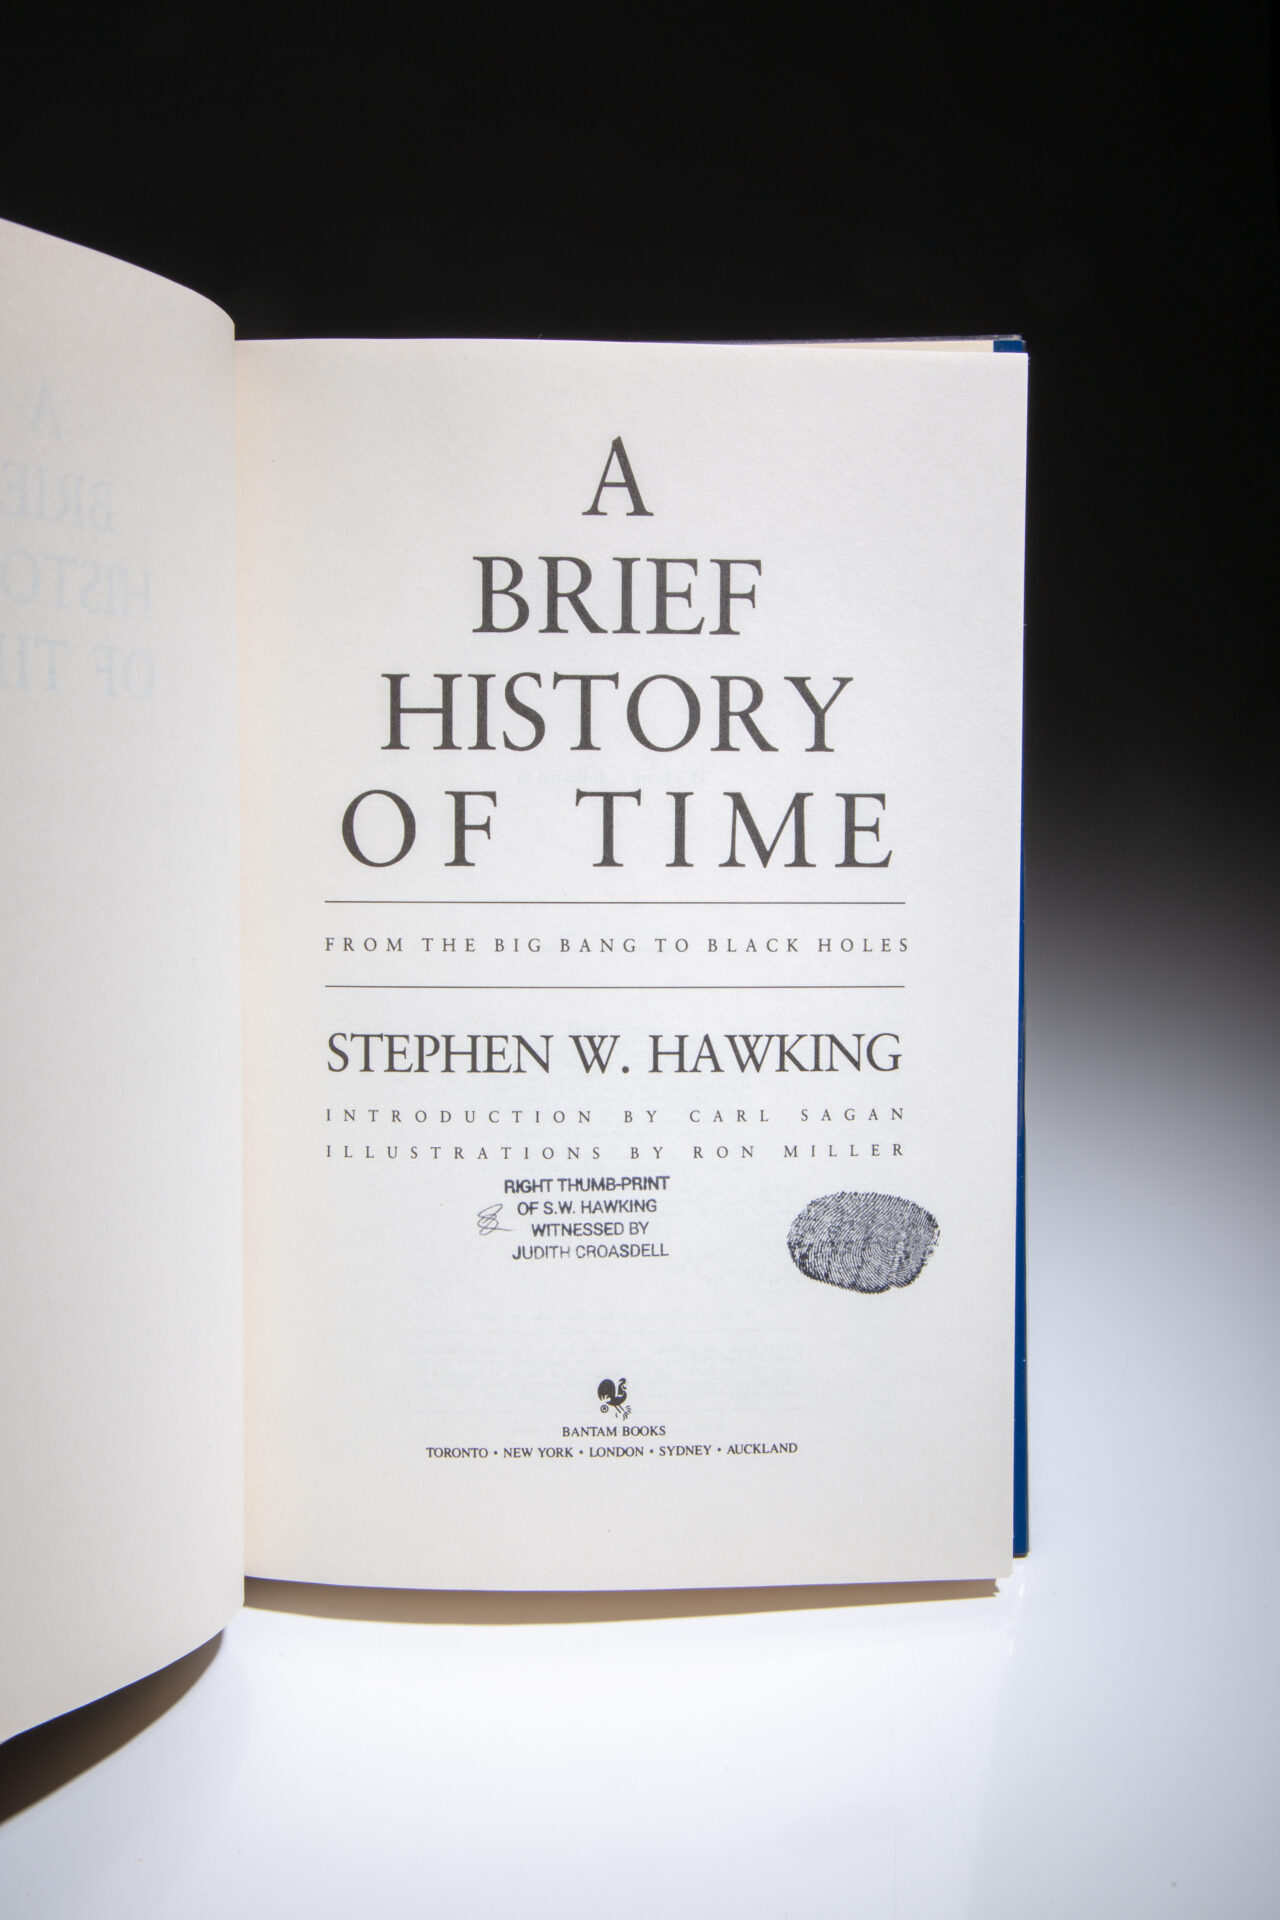 A
BRIEF
HISTORY
OF TIME
FROM THE BIG BANG TO BLACK HOLES
STEPHEN W. HAWKING
INTRODUCTION BY CARL SAGAN
ILLUSTRATIONS BY RON MILLER
RIGHT THUMB-PRINT
OF S.W. HAWKING
WITNESSED BY
JUDITH CROASDELL
BANTAM BOOKS
TORONTO • NEW YORK • LONDON • SYDNEY • AUCKLAND